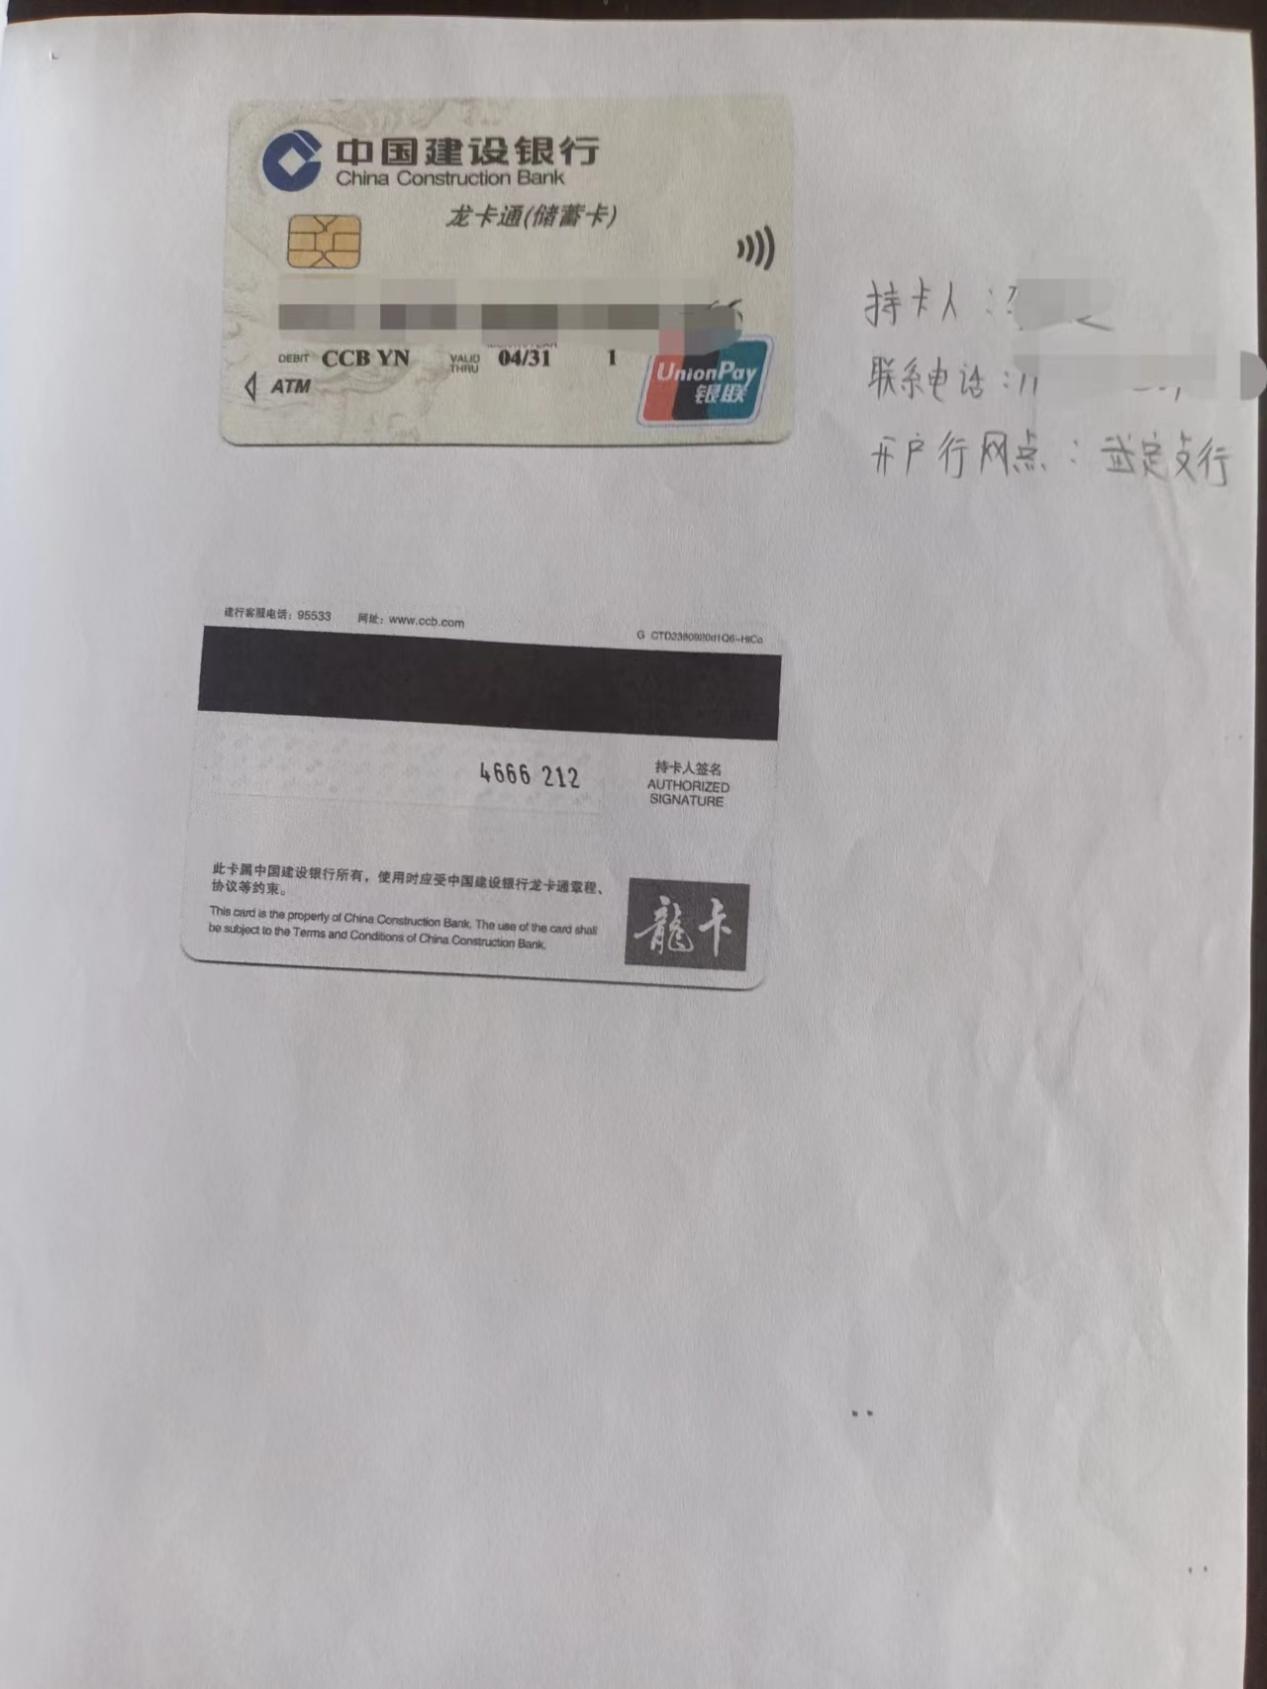 中国建设银行
China Construction Bank
龙卡通(储蓄卡)
DEBIT CCB YN VALID THRU 04/31 1
ATM
UnionPay
银联
持卡人：
联系电话：
开户行网点：武定支行
建行客服电话：95533 网址：www.ccb.com
4666 212
持卡人签名
AUTHORIZED
SIGNATURE
此卡属中国建设银行所有，使用时应受中国建设银行龙卡通章程、
协议等约束。
This card is the property of China Construction Bank. The use of the card shall
be subject to the Terms and Conditions of China Construction Bank.
龍卡